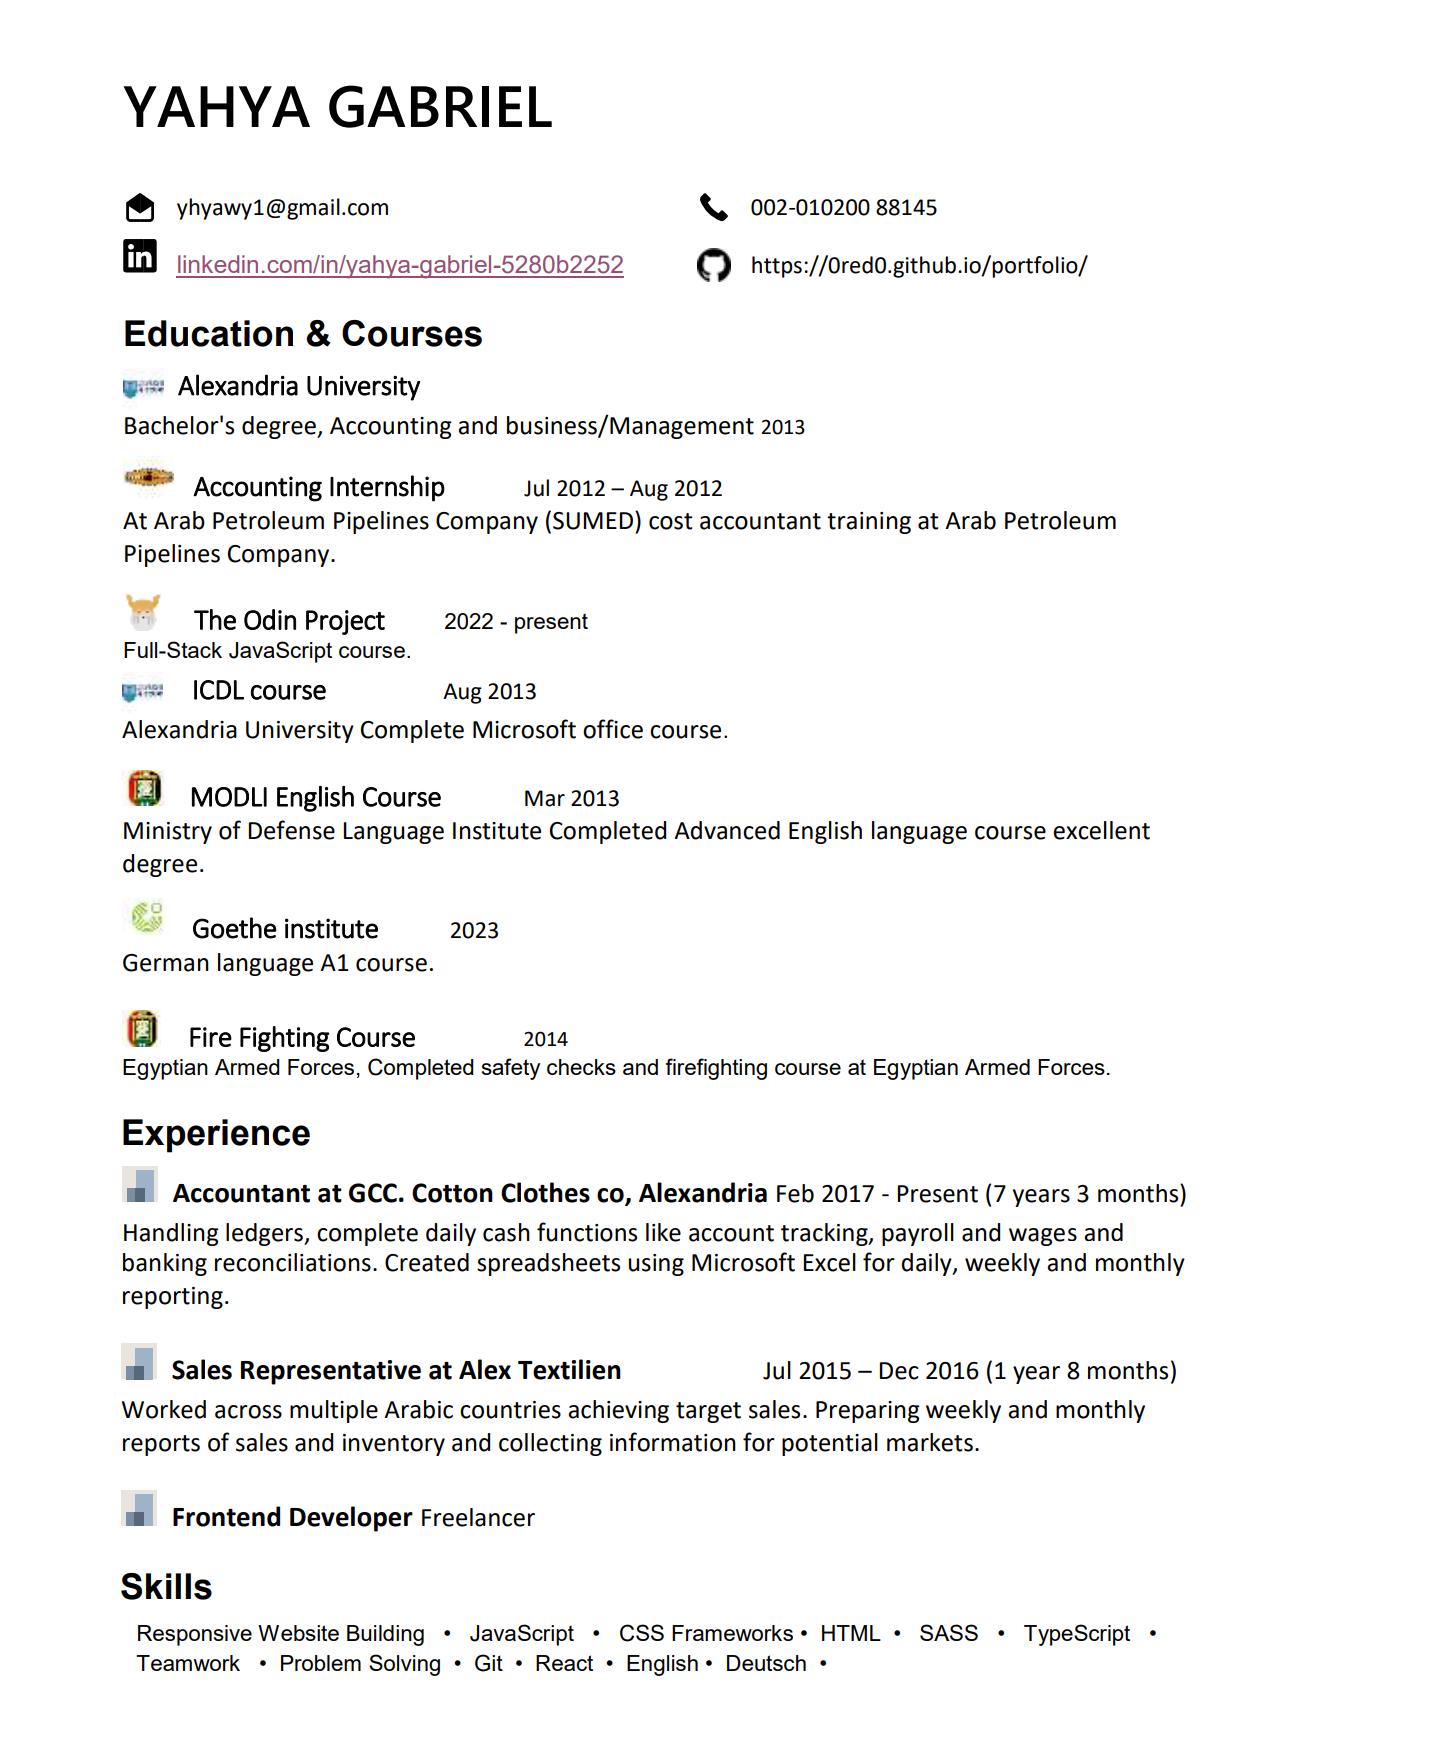 YAHYA GABRIEL
yhyawy1@gmail.com 002-010200 88145
linkedin.com/in/yahya-gabriel-5280b2252 https://0red0.github.io/portfolio/
Education & Courses
Alexandria University
Bachelor's degree, Accounting and business/Management 2013
Accounting Internship Jul 2012 – Aug 2012
At Arab Petroleum Pipelines Company (SUMED) cost accountant training at Arab Petroleum
Pipelines Company.
The Odin Project 2022 - present
Full-Stack JavaScript course.
ICDL course Aug 2013
Alexandria University Complete Microsoft office course.
MODLI English Course Mar 2013
Ministry of Defense Language Institute Completed Advanced English language course excellent
degree.
Goethe institute 2023
German language A1 course.
Fire Fighting Course 2014
Egyptian Armed Forces, Completed safety checks and firefighting course at Egyptian Armed Forces.
Experience
Accountant at GCC. Cotton Clothes co, Alexandria Feb 2017 - Present (7 years 3 months)
Handling ledgers, complete daily cash functions like account tracking, payroll and wages and
banking reconciliations. Created spreadsheets using Microsoft Excel for daily, weekly and monthly
reporting.
Sales Representative at Alex Textilien Jul 2015 – Dec 2016 (1 year 8 months)
Worked across multiple Arabic countries achieving target sales. Preparing weekly and monthly
reports of sales and inventory and collecting information for potential markets.
Frontend Developer Freelancer
Skills
Responsive Website Building • JavaScript • CSS Frameworks • HTML • SASS • TypeScript •
Teamwork • Problem Solving • Git • React • English • Deutsch •